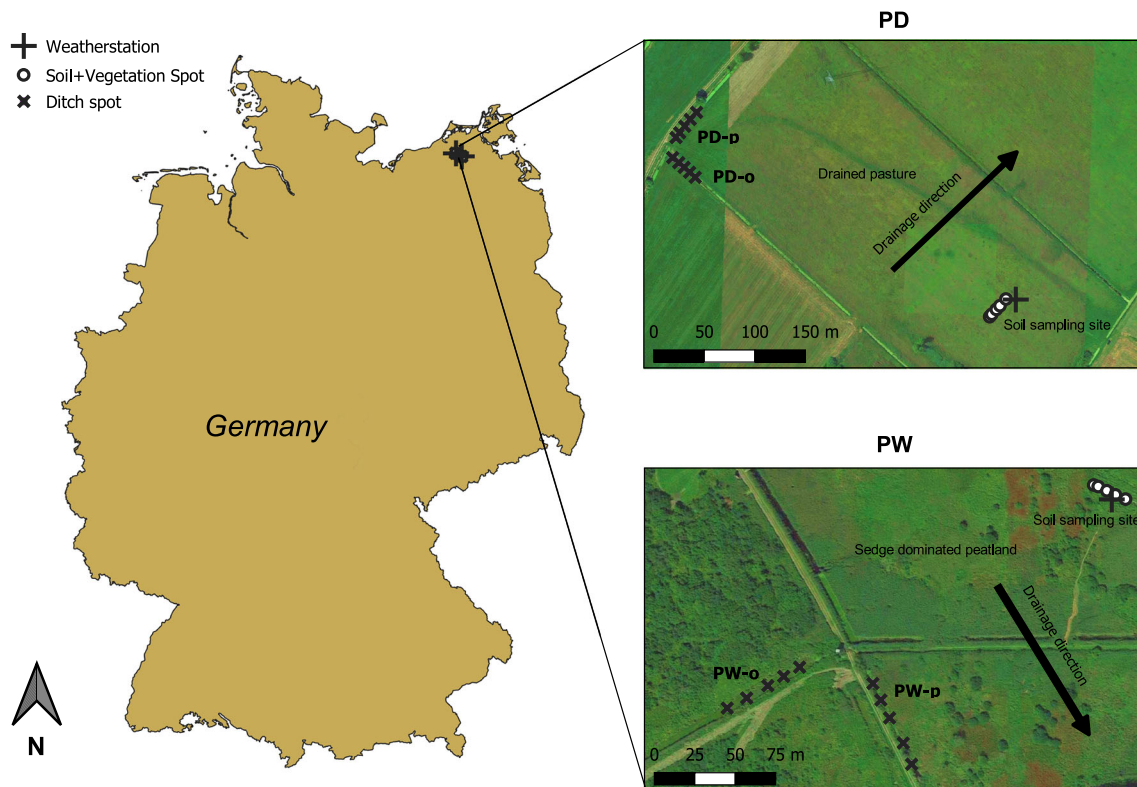 Weatherstation
Soil+Vegetation Spot
Ditch spot
Germany
N
PD
PD-p
PD-o
Drained pasture
Drainage direction
Soil sampling site
0 50 100 150 m
PW
Soil sampling site
Sedge dominated peatland
Drainage direction
PW-o
PW-p
0 25 50 75 m